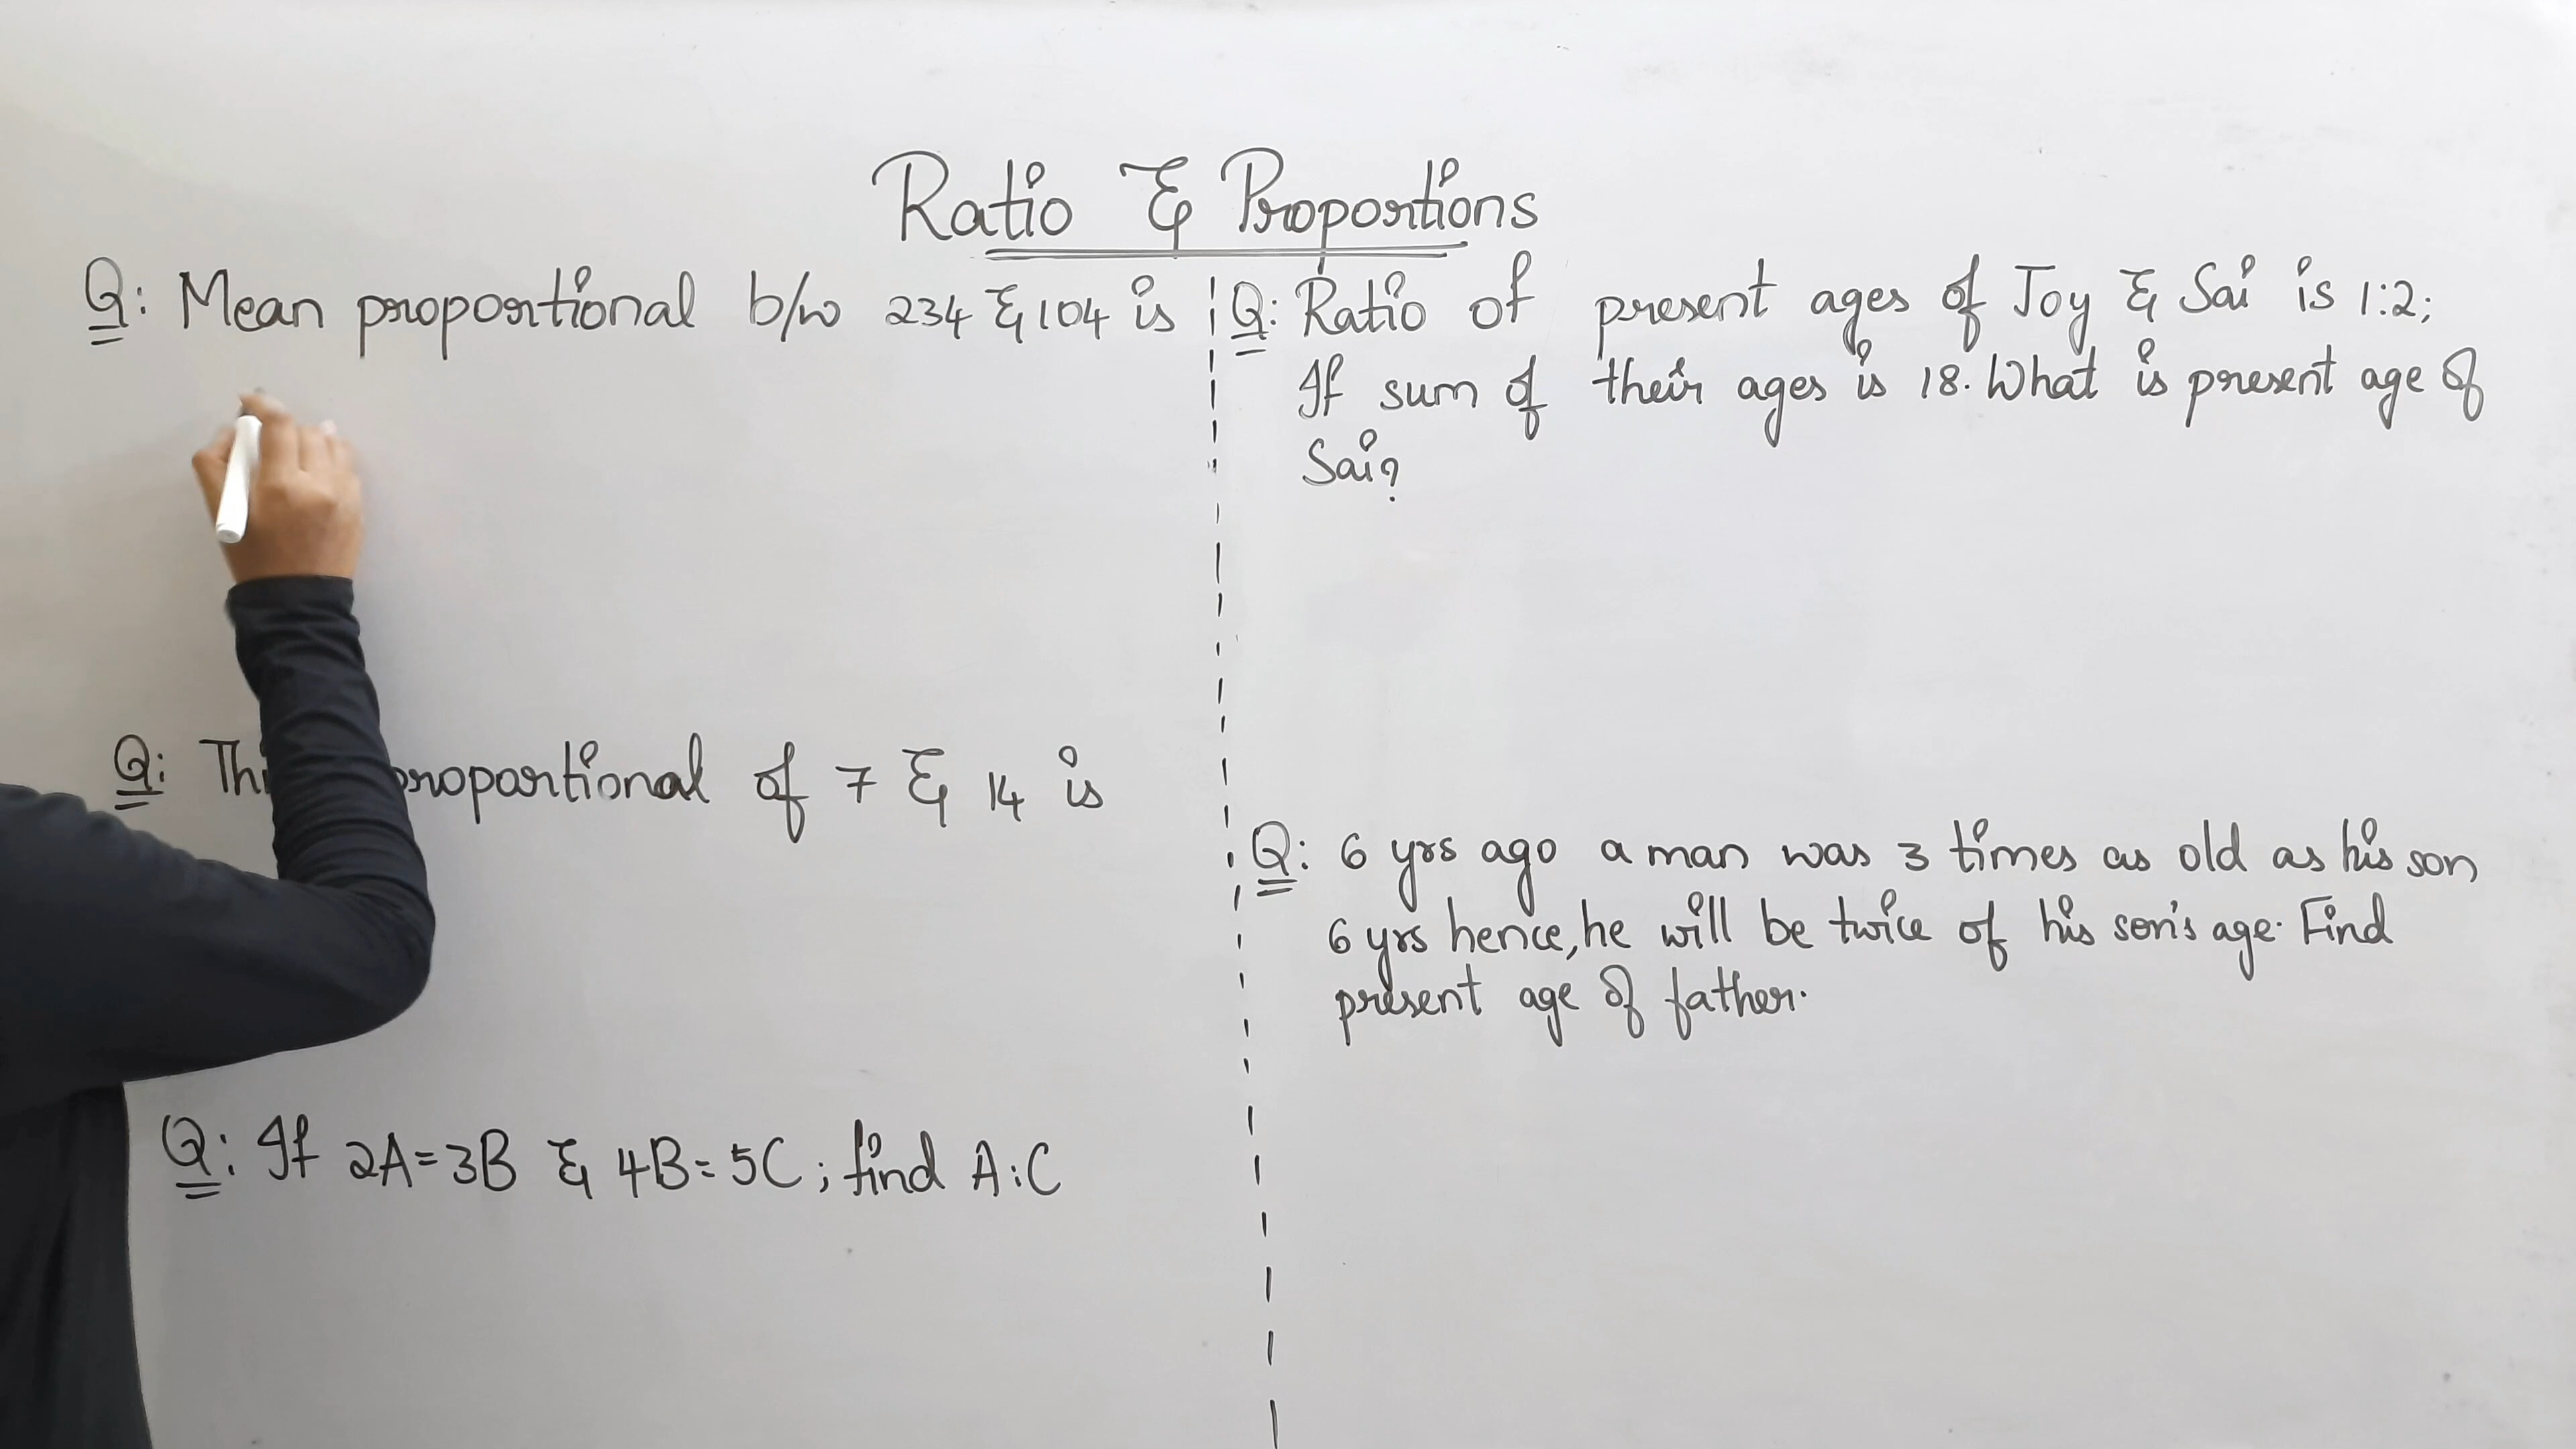 Ratio & Proportions
Q: Mean proportional b/w 234 & 104 is
Q: proportional of 7 & 14 is
Q: If 2A=3B & 4B=5C; find A:C
Q: Ratio of present ages of Joy & Sai is 1:2;
If sum of their ages is 18. What is present age of
Sai?
Q: 6 yrs ago a man was 3 times as old as his son
6 yrs hence, he will be twice of his son's age. Find
present age of father.